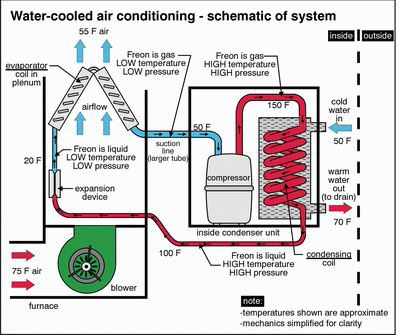 Water-cooled air conditioning - schematic of system
55 F air
inside
outside
evaporator
coil in
plenum
Freon is gas
LOW temperature
LOW pressure
Freon is gas
HIGH temperature
HIGH pressure
airflow
150 F
cold
water
in
50 F
50 F
suction
line
(larger tube)
20 F
Freon is liquid
LOW temperature
LOW pressure
compressor
warm
water
out
(to drain)
70 F
expansion
device
inside condenser unit
condensing
coil
100 F
Freon is liquid
HIGH temperature
HIGH pressure
75 F air
blower
furnace
note:
-temperatures shown are approximate
-mechanics simplified for clarity